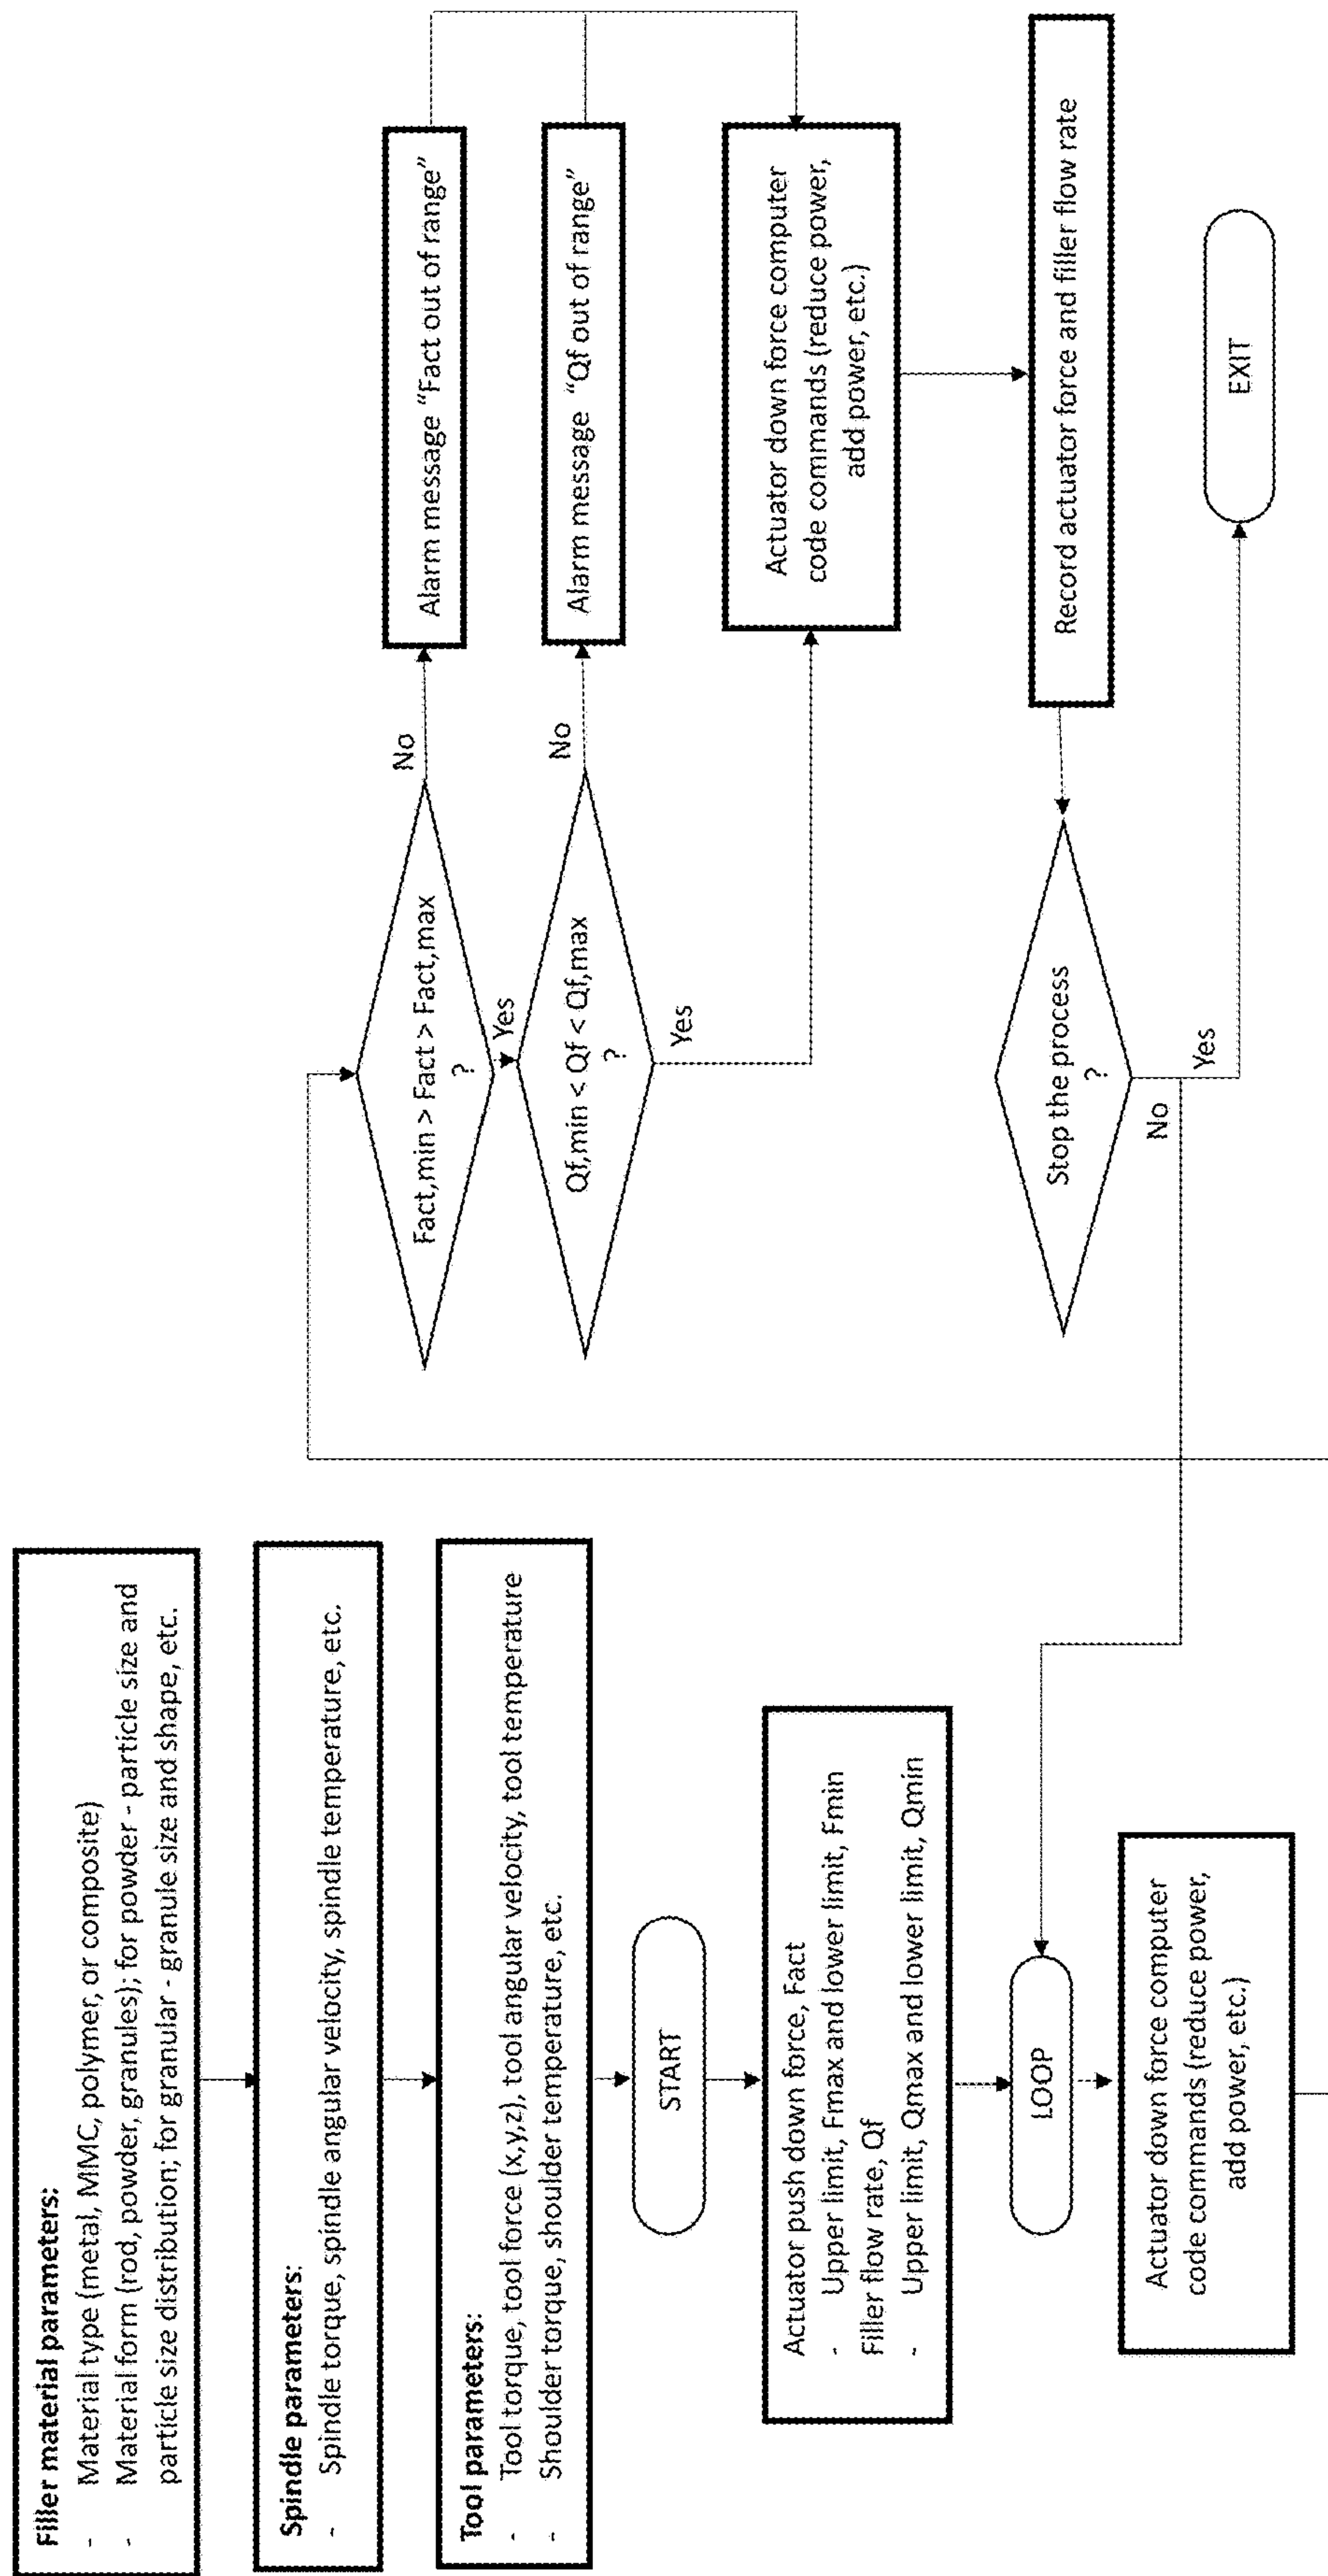 Filler material parameters:
- Material type (metal, MMC, polymer, or composite)
- Material form (rod, powder, granules); for powder - particle size and
particle size distribution; for granular - granule size and shape, etc.
Spindle parameters:
- Spindle torque, spindle angular velocity, spindle temperature, etc.
Tool parameters:
- Tool torque, tool force (x,y,z), tool angular velocity, tool temperature
- Shoulder torque, shoulder temperature, etc.
START
Actuator push down force, Fact
- Upper limit, Fmax and lower limit, Fmin
Filler flow rate, Qf
- Upper limit, Qmax and lower limit, Qmin
LOOP
Actuator down force computer
code commands (reduce power,
add power, etc.)
Fact,min > Fact > Fact,max
?
No
Alarm message "Fact out of range"
Yes
Qf,min < Qf < Qf,max
?
No
Alarm message "Qf out of range"
Yes
Actuator down force computer
code commands (reduce power,
add power, etc.)
Record actuator force and filler flow rate
Stop the process
?
No
Yes
EXIT